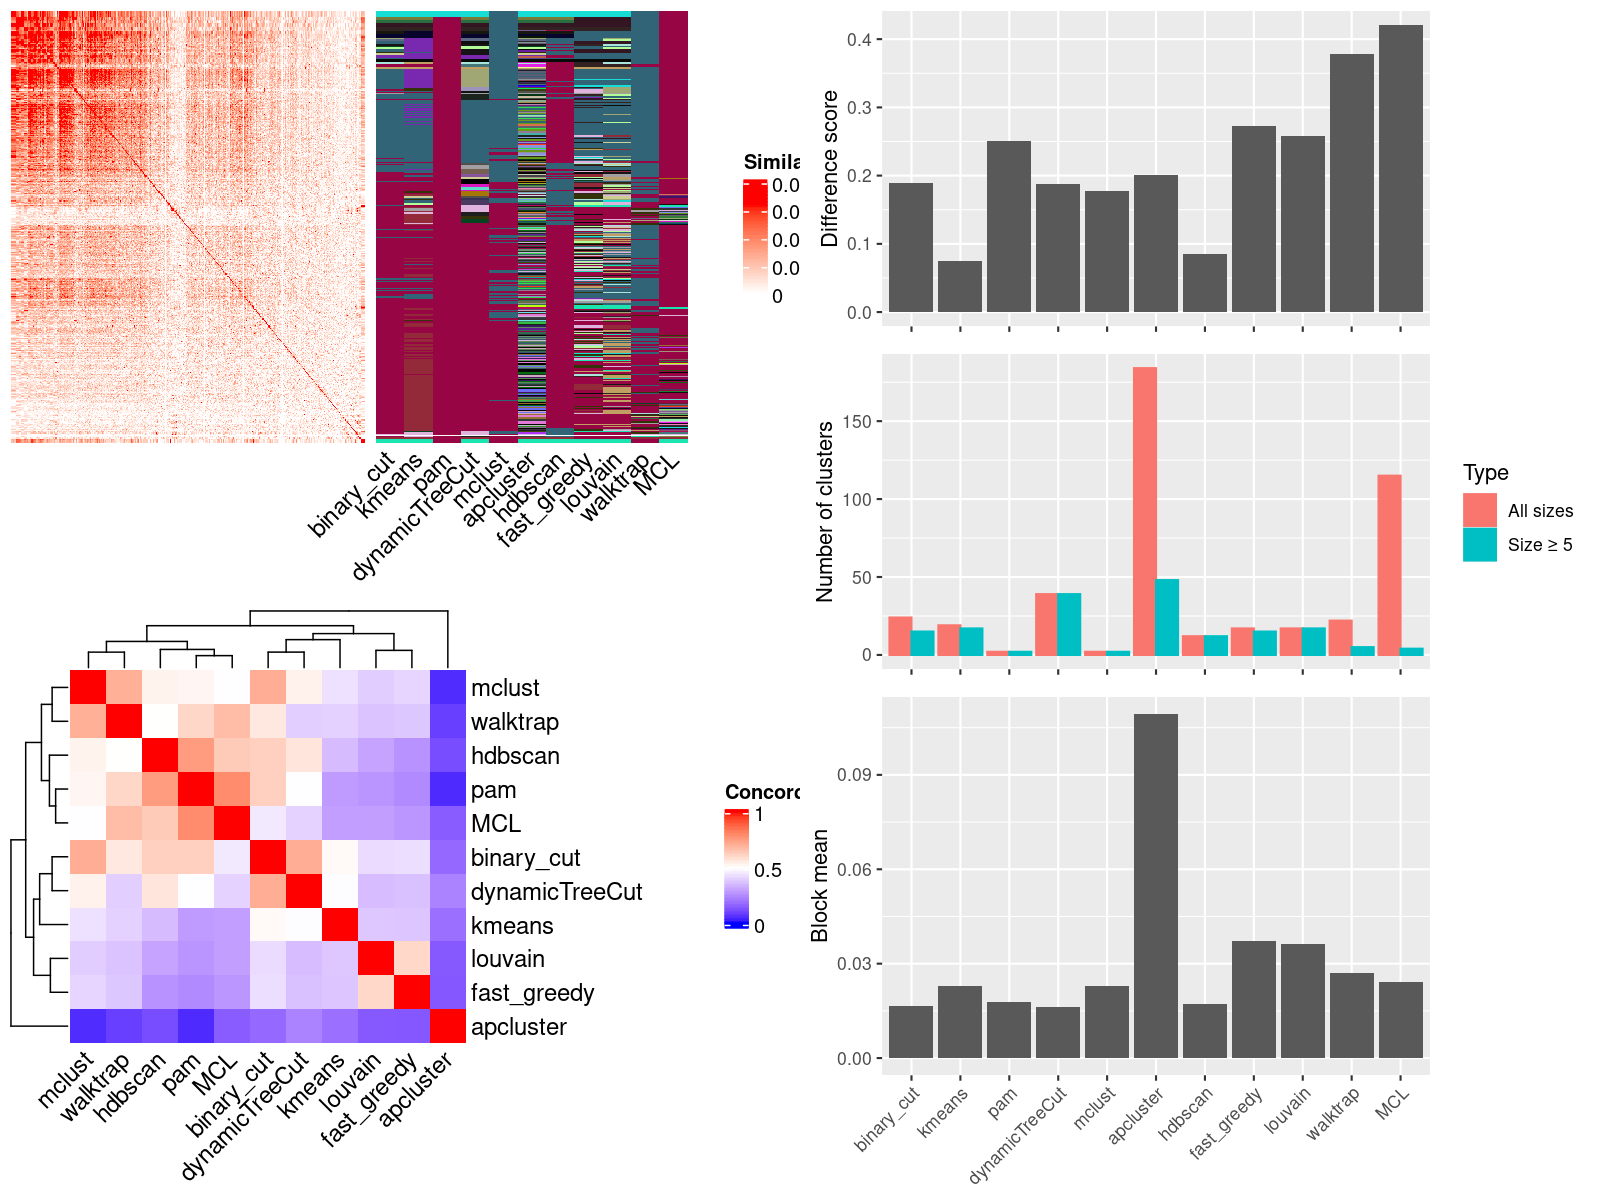 Simila
0.0
0.0
0.0
0.0
0
binary_cut
kmeans
pam
dynamicTreeCut
mclust
apcluster
hdbscan
fast_greedy
louvain
walktrap
MCL
mclust
walktrap
hdbscan
pam
MCL
binary_cut
dynamicTreeCut
kmeans
louvain
fast_greedy
apcluster
mclust
walktrap
hdbscan
pam
MCL
binary_cut
dynamicTreeCut
kmeans
louvain
fast_greedy
apcluster
Concord
1
0.5
0
Difference score
0.4
0.3
0.2
0.1
0.0
Number of clusters
150
100
50
0
Type
All sizes
Size ≥ 5
Block mean
0.09
0.06
0.03
0.00
binary_cut
kmeans
pam
dynamicTreeCut
mclust
apcluster
hdbscan
fast_greedy
louvain
walktrap
MCL